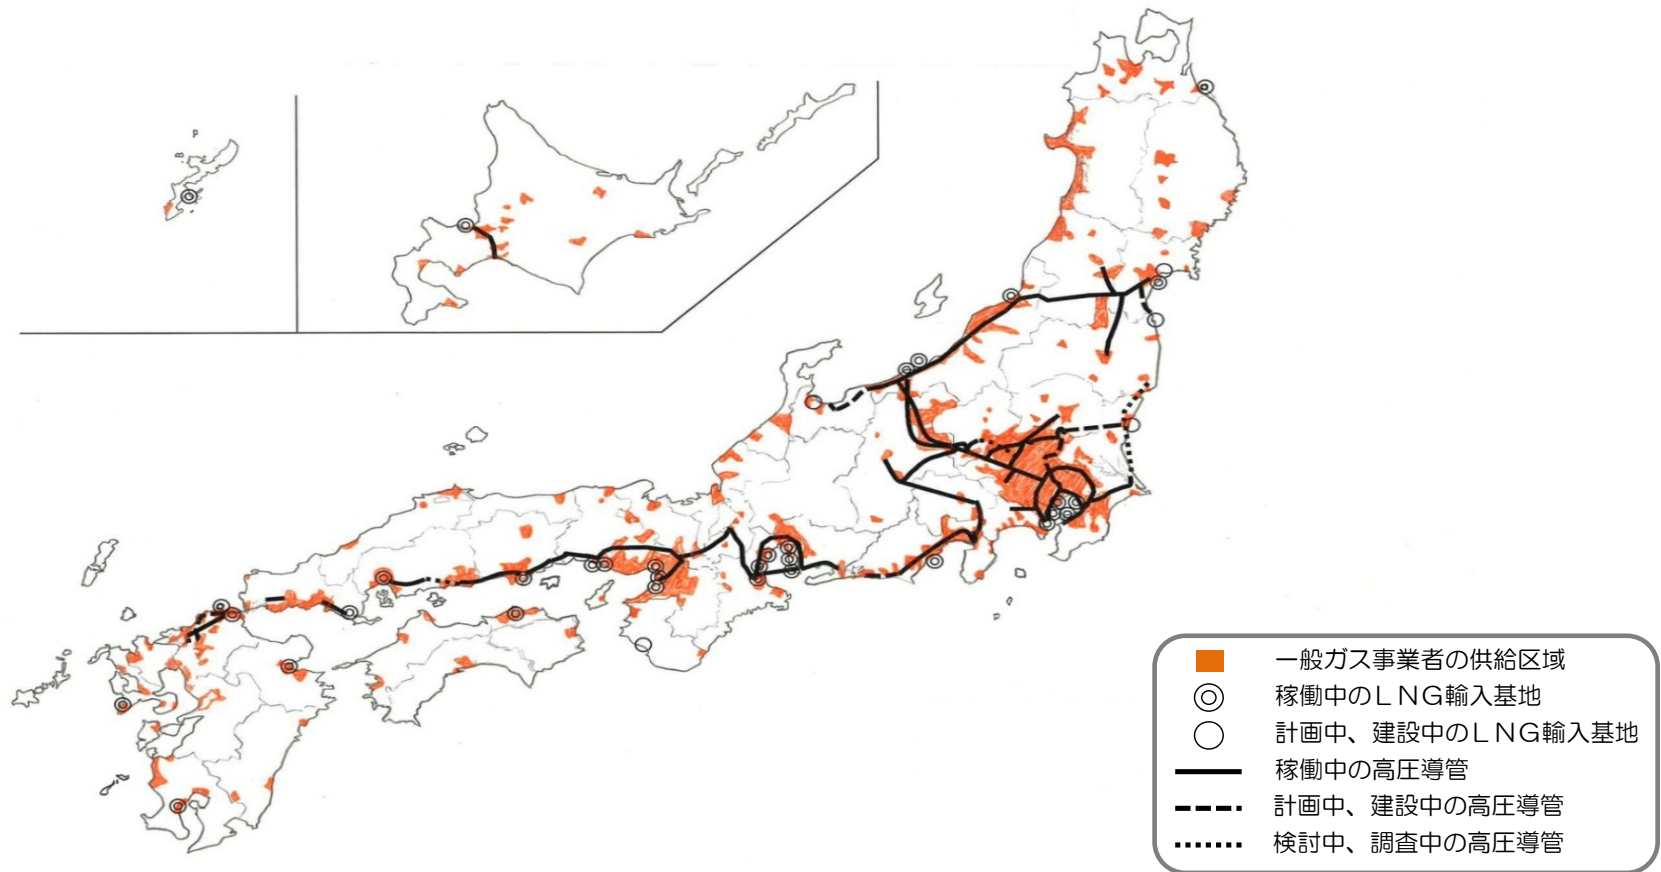 一般ガス事業者の供給区域
稼働中のＬＮＧ輸入基地
計画中、建設中のＬＮＧ輸入基地
稼働中の高圧導管
計画中、建設中の高圧導管
検討中、調査中の高圧導管